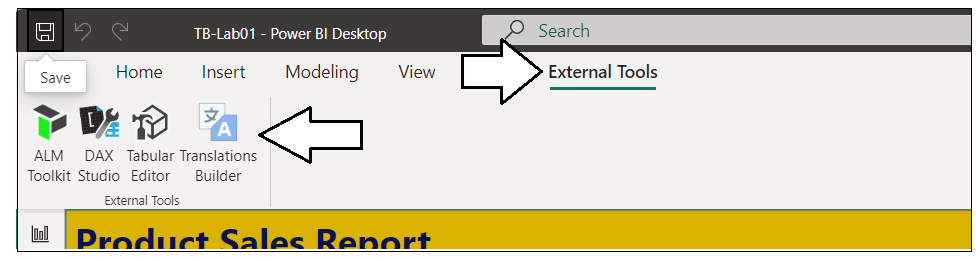 TB-Lab01 - Power BI Desktop
Search
Save
Home
Insert
Modeling
View
External Tools
ALM Toolkit
DAX Studio
Tabular Editor
Translations Builder
External Tools
Product Sales Report